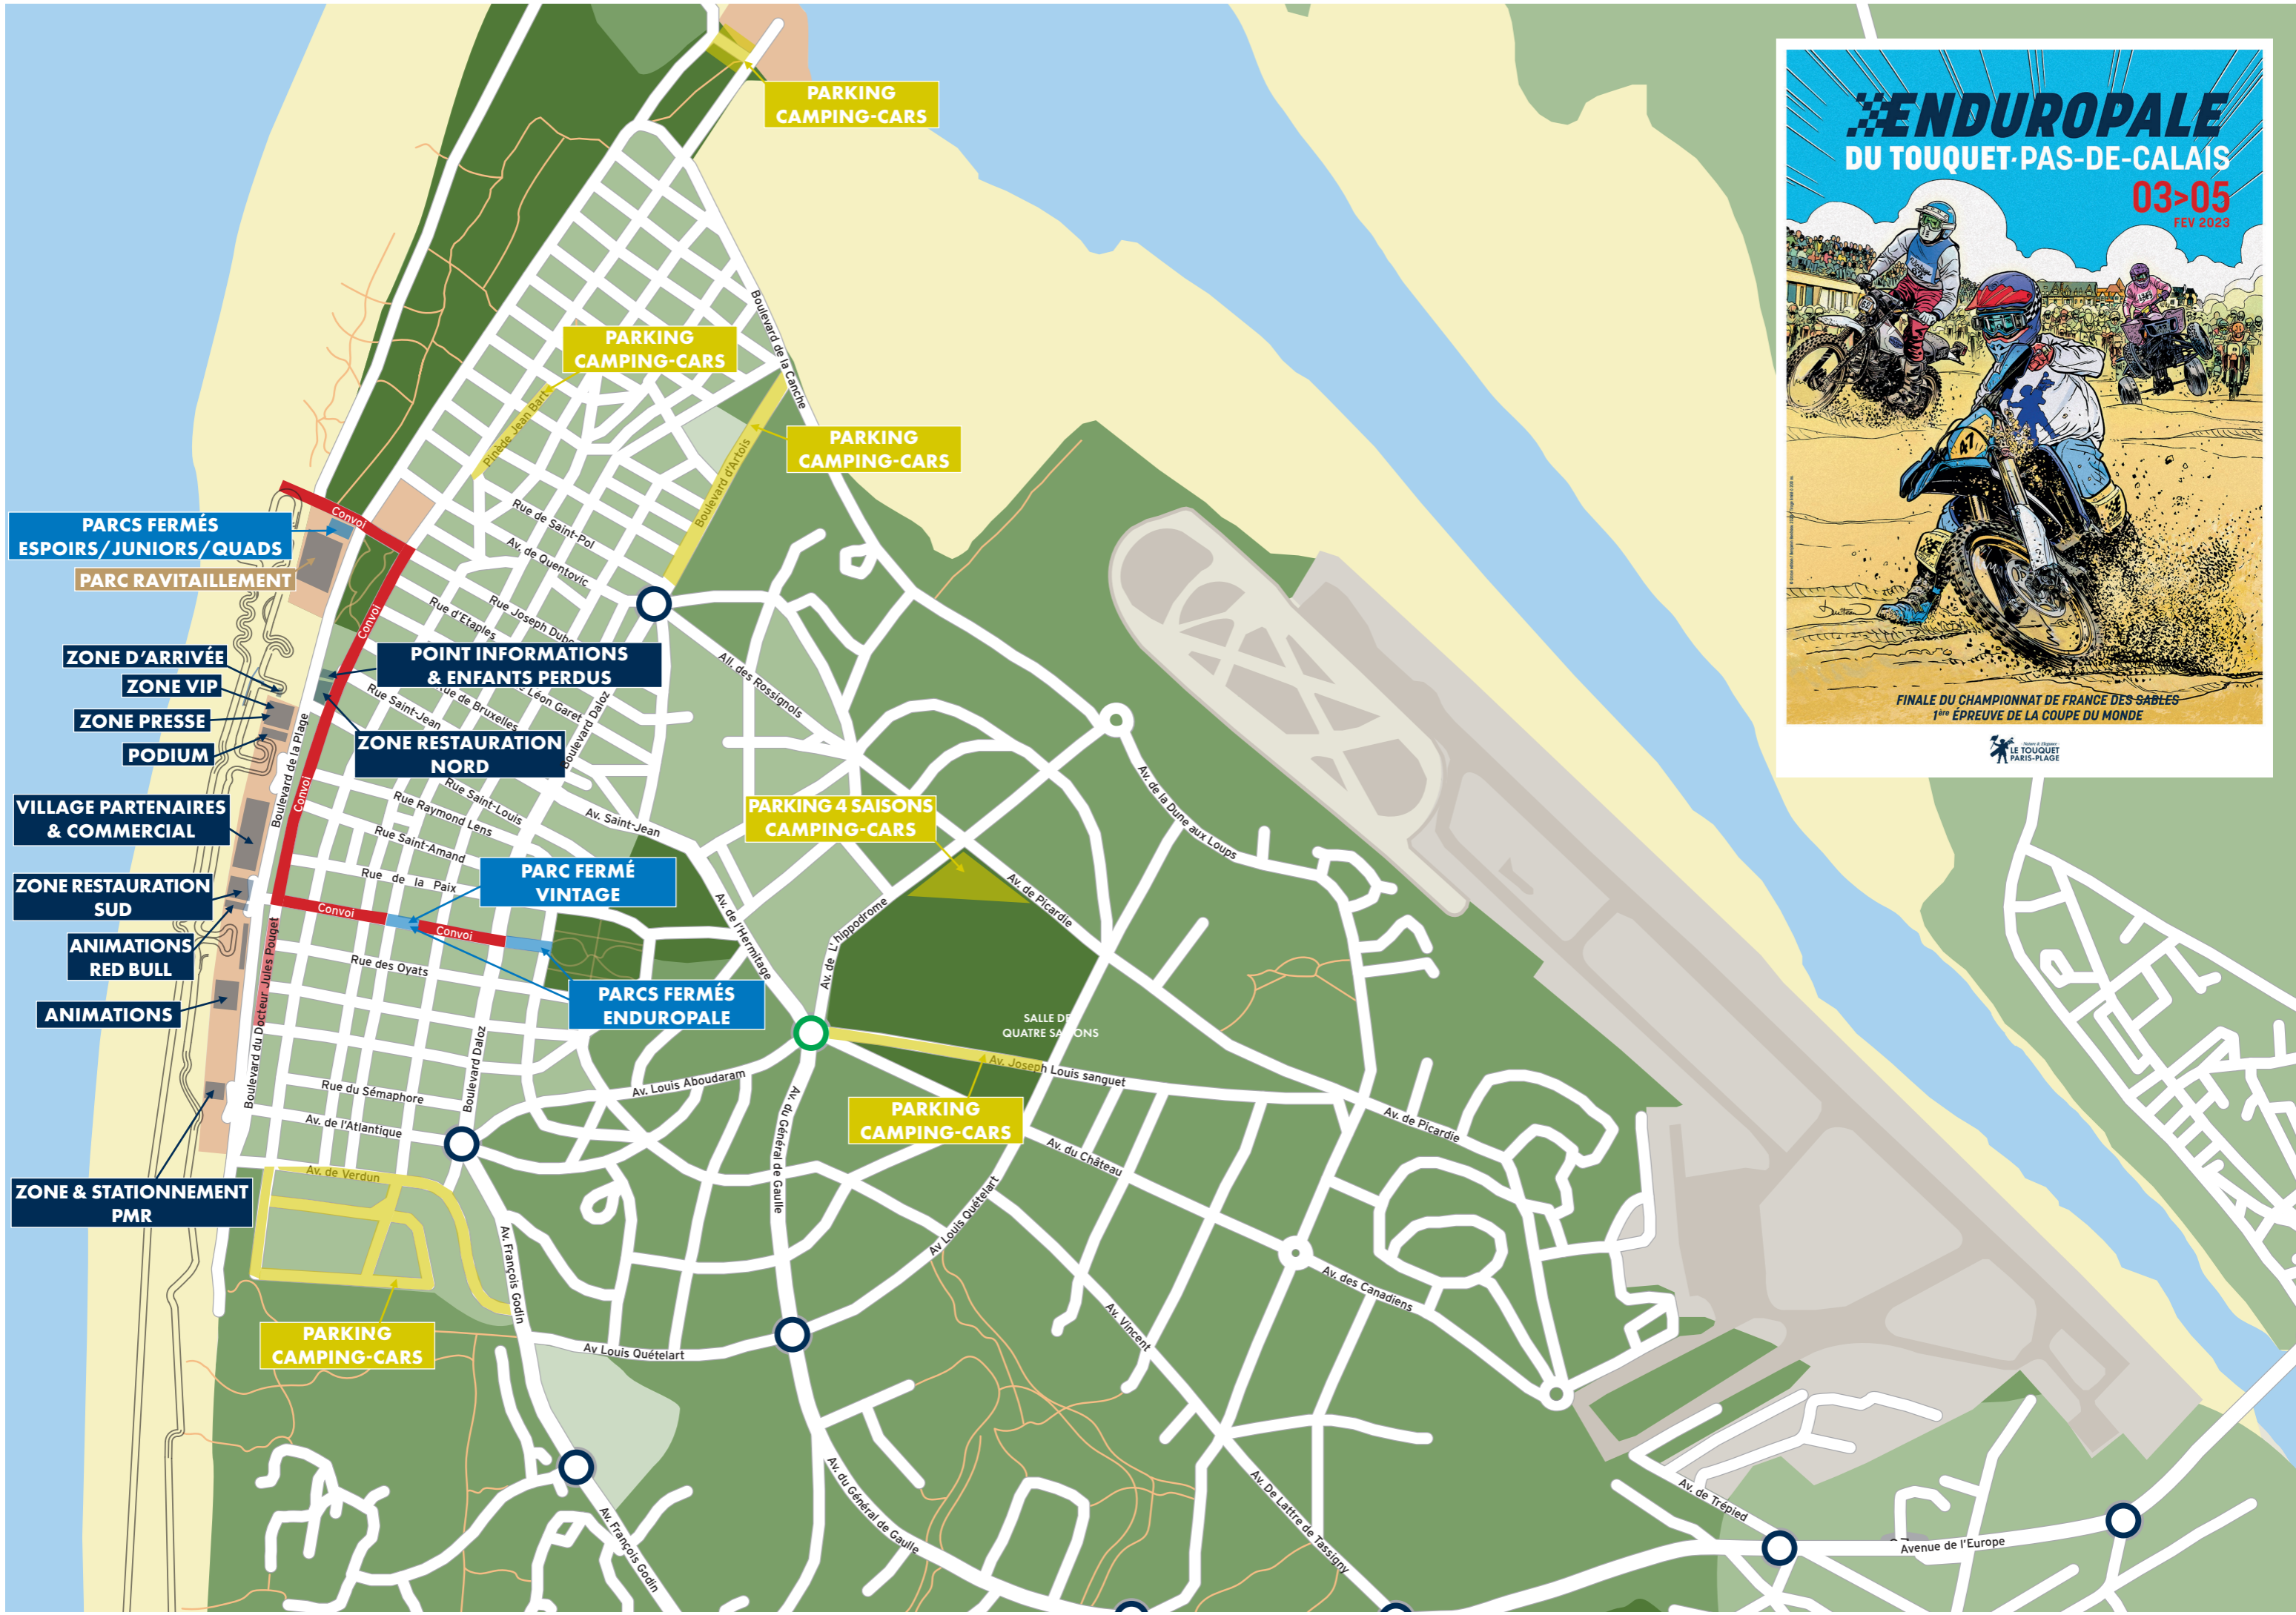 ENDUROPALE
DU TOUQUET·PAS-DE-CALAIS
03>05
FEV 2023
47
FINALE DU CHAMPIONNAT DE FRANCE DES SABLES
1ère ÉPREUVE DE LA COUPE DU MONDE
Nature & Elégance
LE TOUQUET
PARIS-PLAGE
PARKING
CAMPING-CARS
Boulevard de la Canche
PARKING
CAMPING-CARS
Pinède Jean Bart
PARKING
CAMPING-CARS
Boulevard d'Artois
Convoi
PARCS FERMÉS
ESPOIRS/JUNIORS/QUADS
PARC RAVITAILLEMENT
Rue de Saint-Pol
Av. de Quentovic
Rue Joseph
Rue d'Etaples
Convoi
ZONE D'ARRIVÉE
ZONE VIP
ZONE PRESSE
PODIUM
POINT INFORMATIONS
& ENFANTS PERDUS
Rue Saint-Jean
de Bruxelles
Léon Garet
Boulevard Daloz
All. des Rossignols
ZONE RESTAURATION
NORD
Boulevard de la Plage
Convoi
VILLAGE PARTENAIRES
& COMMERCIAL
Rue Saint-Louis
Rue Raymond Lens
Rue Saint-Amand
Rue de la Paix
Av. Saint-Jean
PARKING 4 SAISONS
CAMPING-CARS
Av. de la Dune aux Loups
PARC FERMÉ
VINTAGE
ZONE RESTAURATION
SUD
Convoi
Convoi
Av. de l'Hermitage
Av. de L'hippodrome
Av. de Picardie
ANIMATIONS
RED BULL
Rue des Oyats
PARCS FERMÉS
ENDUROPALE
ANIMATIONS
Boulevard du Docteur Jules Pouget
SALLE DE
QUATRE SAISONS
Av. Joseph Louis sanguet
Boulevard Daloz
Rue du Sémaphore
Av. de l'Atlantique
Av. Louis Aboudaram
Av. du Général de Gaulle
PARKING
CAMPING-CARS
Av. de Picardie
Av. du Château
Av. de Verdun
ZONE & STATIONNEMENT
PMR
Av Louis Quételart
Av. François Godin
Av. des Canadiens
Av. Vincent
PARKING
CAMPING-CARS
Av Louis Quételart
Av. François Godin
Av. du Général de Gaulle
Av. De Lattre de Tassigny
Av. de Trépied
Avenue de l'Europe